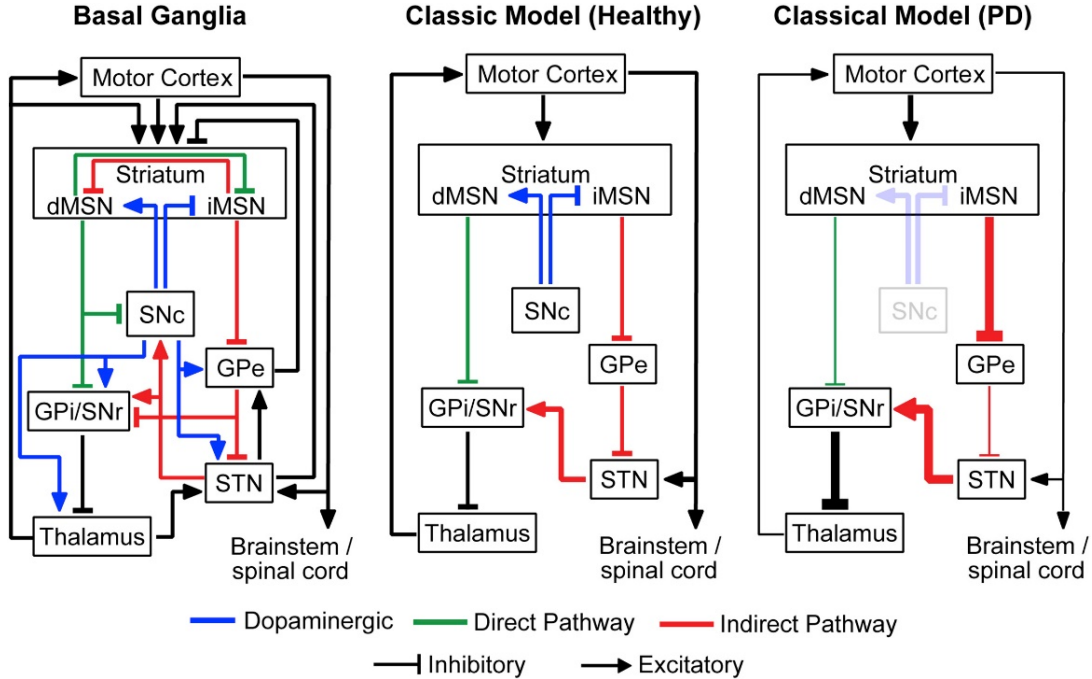 Basal Ganglia
Motor Cortex
Striatum
dMSN
iMSN
SNc
GPe
GPi/SNr
STN
Thalamus
Brainstem /
spinal cord
Classic Model (Healthy)
Motor Cortex
Striatum
dMSN
iMSN
SNc
GPe
GPi/SNr
STN
Thalamus
Brainstem /
spinal cord
Classical Model (PD)
Motor Cortex
Striatum
dMSN
iMSN
SNc
GPe
GPi/SNr
STN
Thalamus
Brainstem /
spinal cord
Dopaminergic
Direct Pathway
Indirect Pathway
Inhibitory
Excitatory